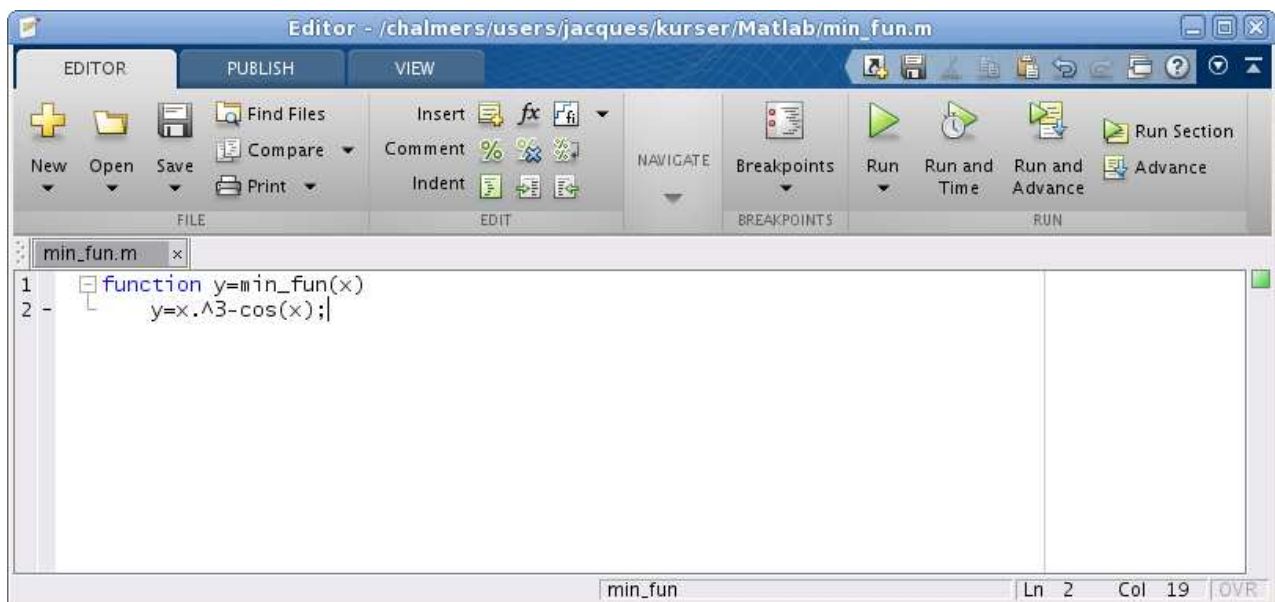 Editor - /chalmers/users/jacques/kurser/Matlab/min_fun.m
EDITOR PUBLISH VIEW
New Open Save
Find Files
Compare
Print
FILE
Insert fx fi
Comment % %
Indent
EDIT
NAVIGATE
Breakpoints
BREAKPOINTS
Run
Run and Time
Run and Advance
Run Section
Advance
RUN
min_fun.m
1 function y=min_fun(x)
2 - y=x.^3-cos(x);
min_fun Ln 2 Col 19 OVR